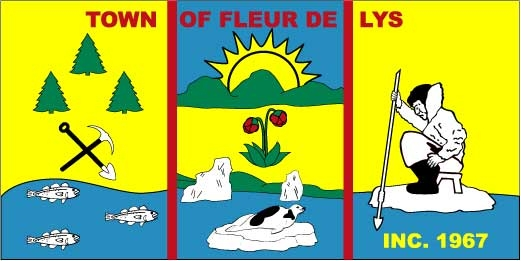 TOWN OF FLEUR DE LYS
INC. 1967